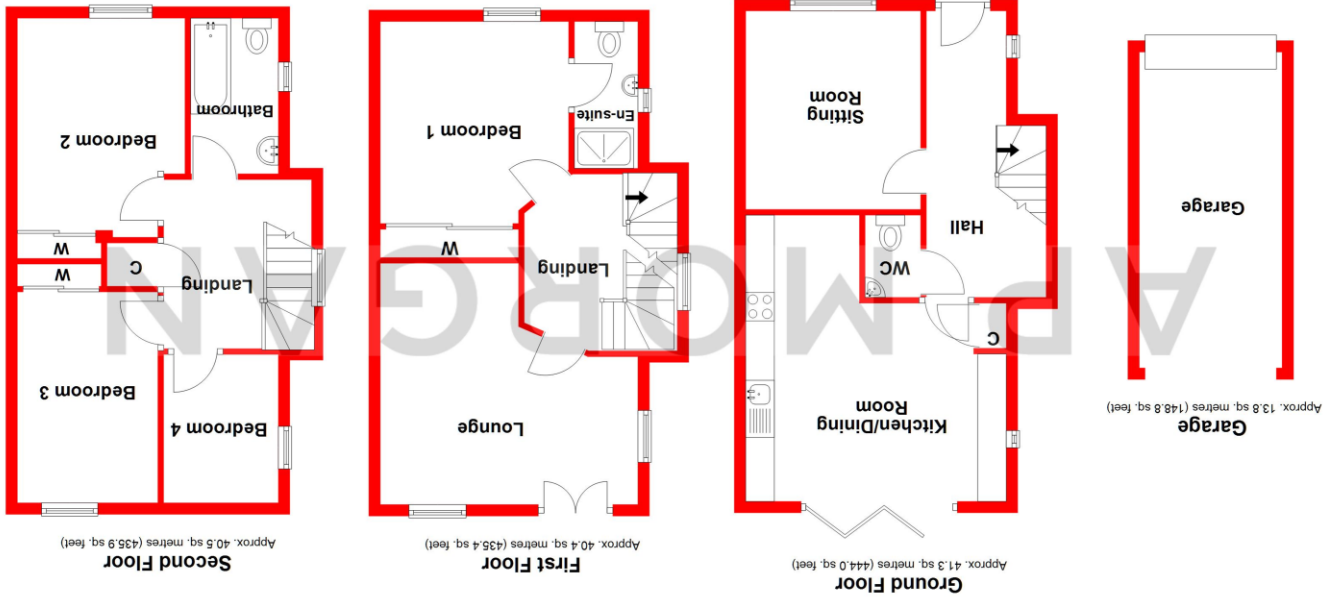 Garage
Approx. 13.8 sq. metres (148.8 sq. feet)
Garage
Ground Floor
Approx. 41.3 sq. metres (444.0 sq. feet)
Kitchen/Dining
Room
C
WC
Hall
Sitting
Room
First Floor
Approx. 40.4 sq. metres (435.4 sq. feet)
Lounge
Landing
W
Bedroom 1
En-suite
Second Floor
Approx. 40.5 sq. metres (435.9 sq. feet)
Bedroom 4
Bedroom 3
Landing
W
C
W
Bedroom 2
Bathroom
AP MORGAN